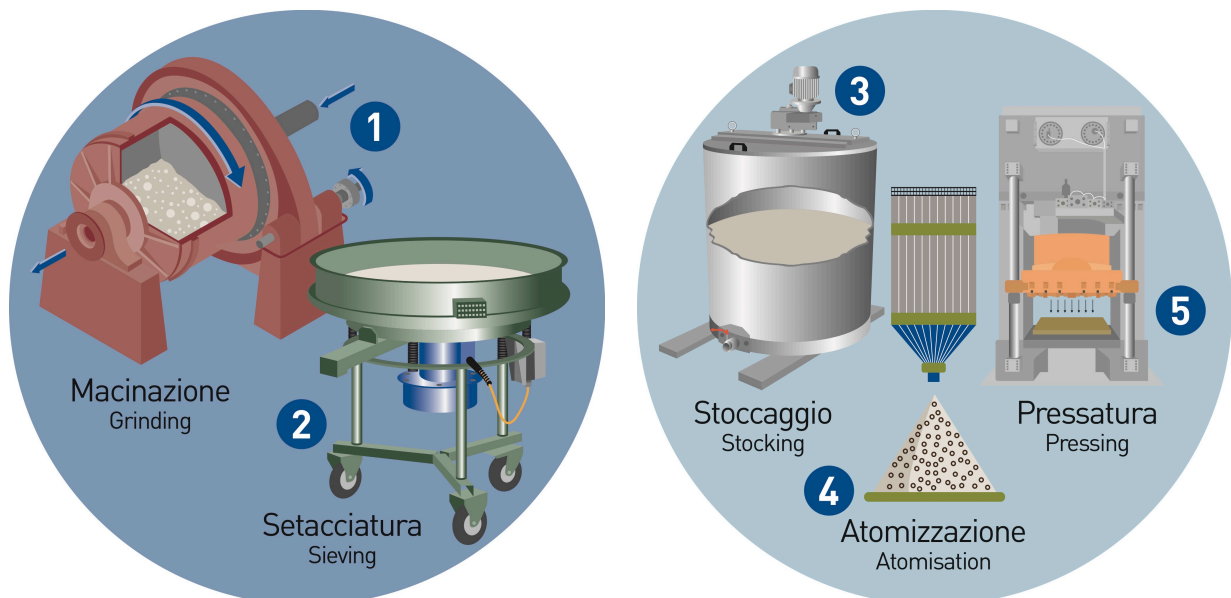 1
Macinazione
Grinding
2
Setacciatura
Sieving
3
Stoccaggio
Stocking
4
Atomizzazione
Atomisation
5
Pressatura
Pressing